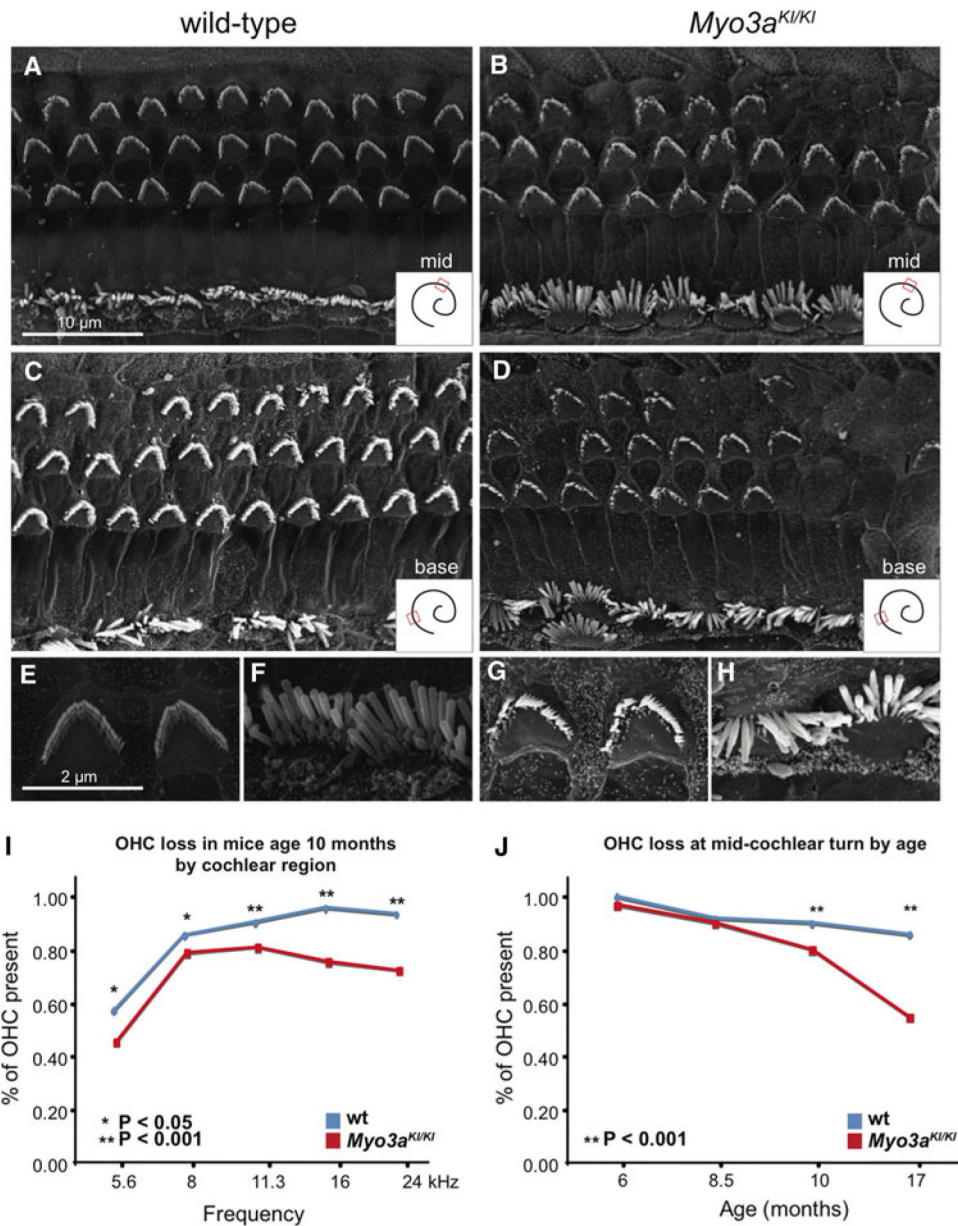 wild-type
Myo3aKI/KI
A
B
mid
10 µm
mid
C
D
base
base
E
F
G
H
2 µm
I
OHC loss in mice age 10 months
by cochlear region
% of OHC present
1.00
0.80
0.60
0.40
0.20
0.00
*
*
**
**
**
* P < 0.05
** P < 0.001
wt
Myo3aKI/KI
5.6
8
11.3
16
24 kHz
Frequency
J
OHC loss at mid-cochlear turn by age
% of OHC present
1.00
0.80
0.60
0.40
0.20
0.00
**
**
** P < 0.001
wt
Myo3aKI/KI
6
8.5
10
17
Age (months)